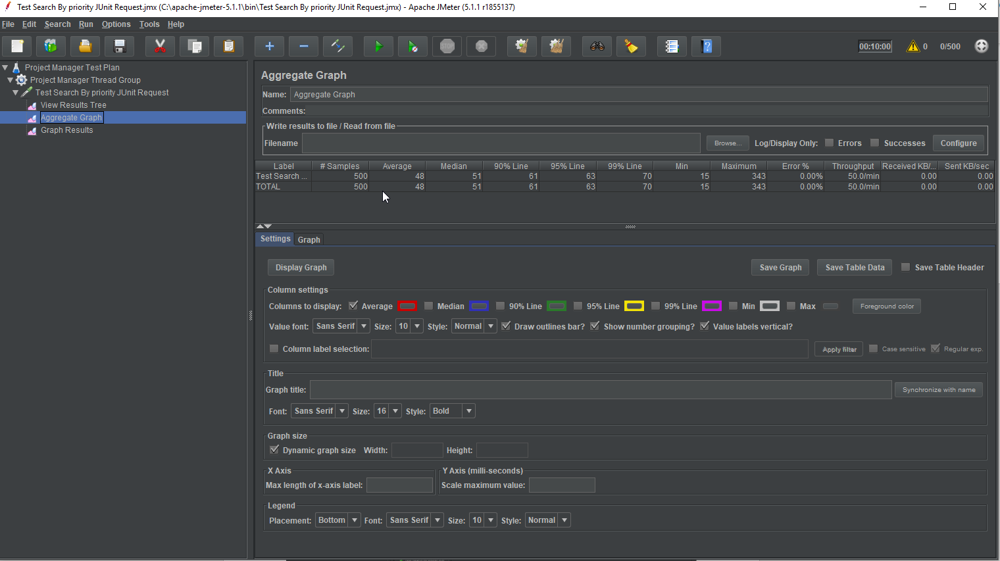 Test Search By priority JUnit Request.jmx (C:\apache-jmeter-5.1.1\bin\Test Search By priority JUnit Request.jmx) - Apache JMeter (5.1.1 r1855137)
File Edit Search Run Options Tools Help
STOP 00:10:00 0 0/500
Project Manager Test Plan
Project Manager Thread Group
Test Search By priority JUnit Request
View Results Tree
Aggregate Graph
Graph Results
Aggregate Graph
Name: Aggregate Graph
Comments:
Write results to file / Read from file
Filename Browse... Log/Display Only: Errors Successes Configure
Label # Samples Average Median 90% Line 95% Line 99% Line Min Maximum Error % Throughput Received KB/... Sent KB/sec
Test Search ... 500 48 51 61 63 70 15 343 0.00% 50.0/min 0.00 0.00
TOTAL 500 48 51 61 63 70 15 343 0.00% 50.0/min 0.00 0.00
Settings Graph
Display Graph Save Graph Save Table Data Save Table Header
Column settings
Columns to display: Average Median 90% Line 95% Line 99% Line Min Max Foreground color
Value font: Sans Serif Size: 10 Style: Normal Draw outlines bar? Show number grouping? Value labels vertical?
Column label selection: Apply filter Case sensitive Regular exp.
Title
Graph title: Synchronize with name
Font: Sans Serif Size: 16 Style: Bold
Graph size
Dynamic graph size Width: Height:
X Axis Y Axis (milli-seconds)
Max length of x-axis label: Scale maximum value:
Legend
Placement: Bottom Font: Sans Serif Size: 10 Style: Normal